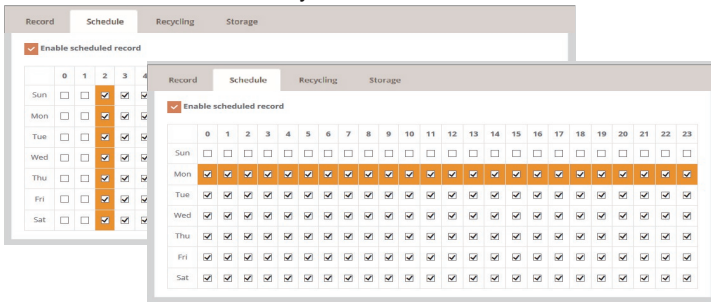 Record Schedule Recycling Storage
Enable scheduled record
0 1 2 3 4
Sun
Mon
Tue
Wed
Thu
Fri
Sat
Record Schedule Recycling Storage
Enable scheduled record
0 1 2 3 4 5 6 7 8 9 10 11 12 13 14 15 16 17 18 19 20 21 22 23
Sun
Mon
Tue
Wed
Thu
Fri
Sat